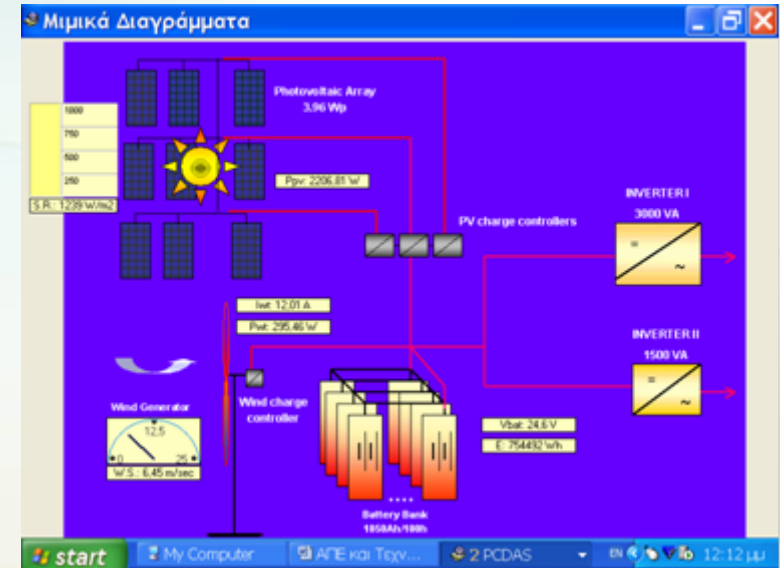 Μιμικά Διαγράμματα
Photovoltaic Array
3.96 Wp
1000
750
500
250
S.R.: 1239 W/m2
Ppv: 2206,81 W
PV charge controllers
INVERTER I
3000 VA
=
~
Iwt: 12,01 A
Pwt: 295,46 W
INVERTER II
1500 VA
=
~
Wind Generator
Wind charge
controller
12,5
0
25
W.S.: 6,45 m/sec
Vbat: 24,6 V
E: 754492 Wh
Battery Bank
1050Ah/100h
start
My Computer
ΑΠΕ και Τεχν...
2 PCDAS
EN
12:12 μμ